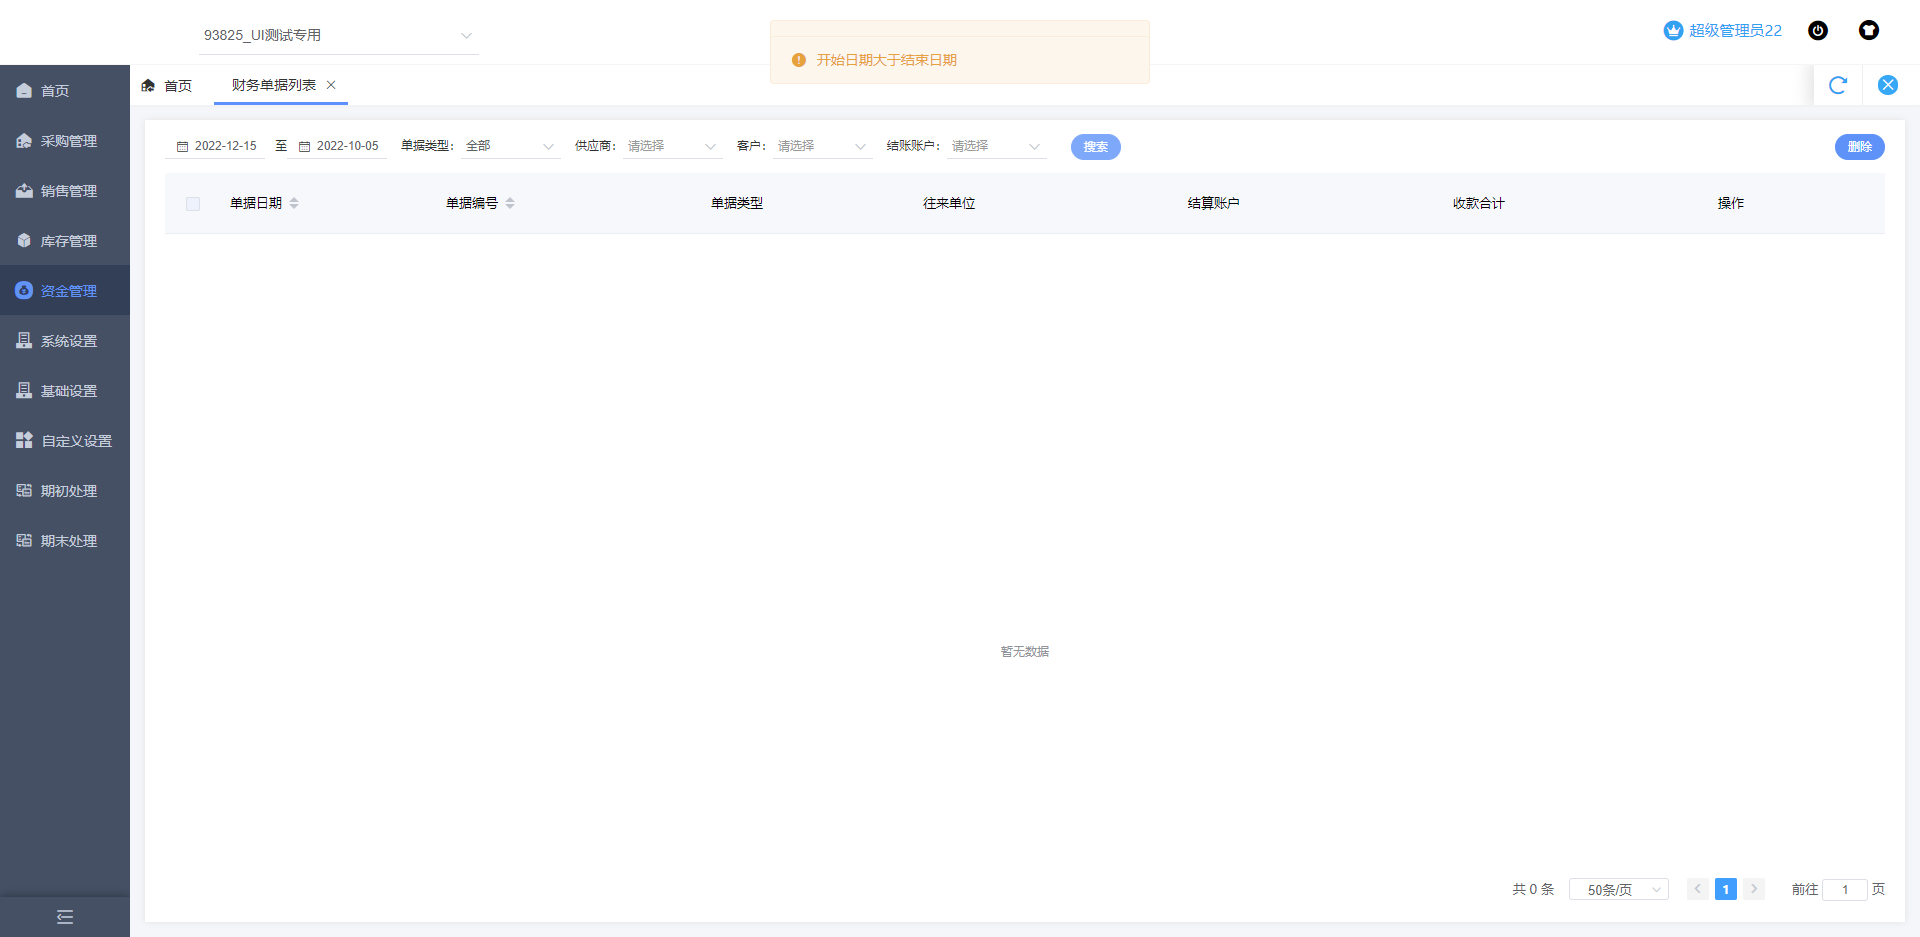 93825_UI测试专用
开始日期大于结束日期
超级管理员22
首页
采购管理
销售管理
库存管理
资金管理
系统设置
基础设置
自定义设置
期初处理
期末处理
首页 财务单据列表
2022-12-15 至 2022-10-05 单据类型： 全部 供应商： 请选择 客户： 请选择 结账账户： 请选择 搜索 删除
单据日期 单据编号 单据类型 往来单位 结算账户 收款合计 操作
暂无数据
共 0 条 50条/页 1 前往 1 页